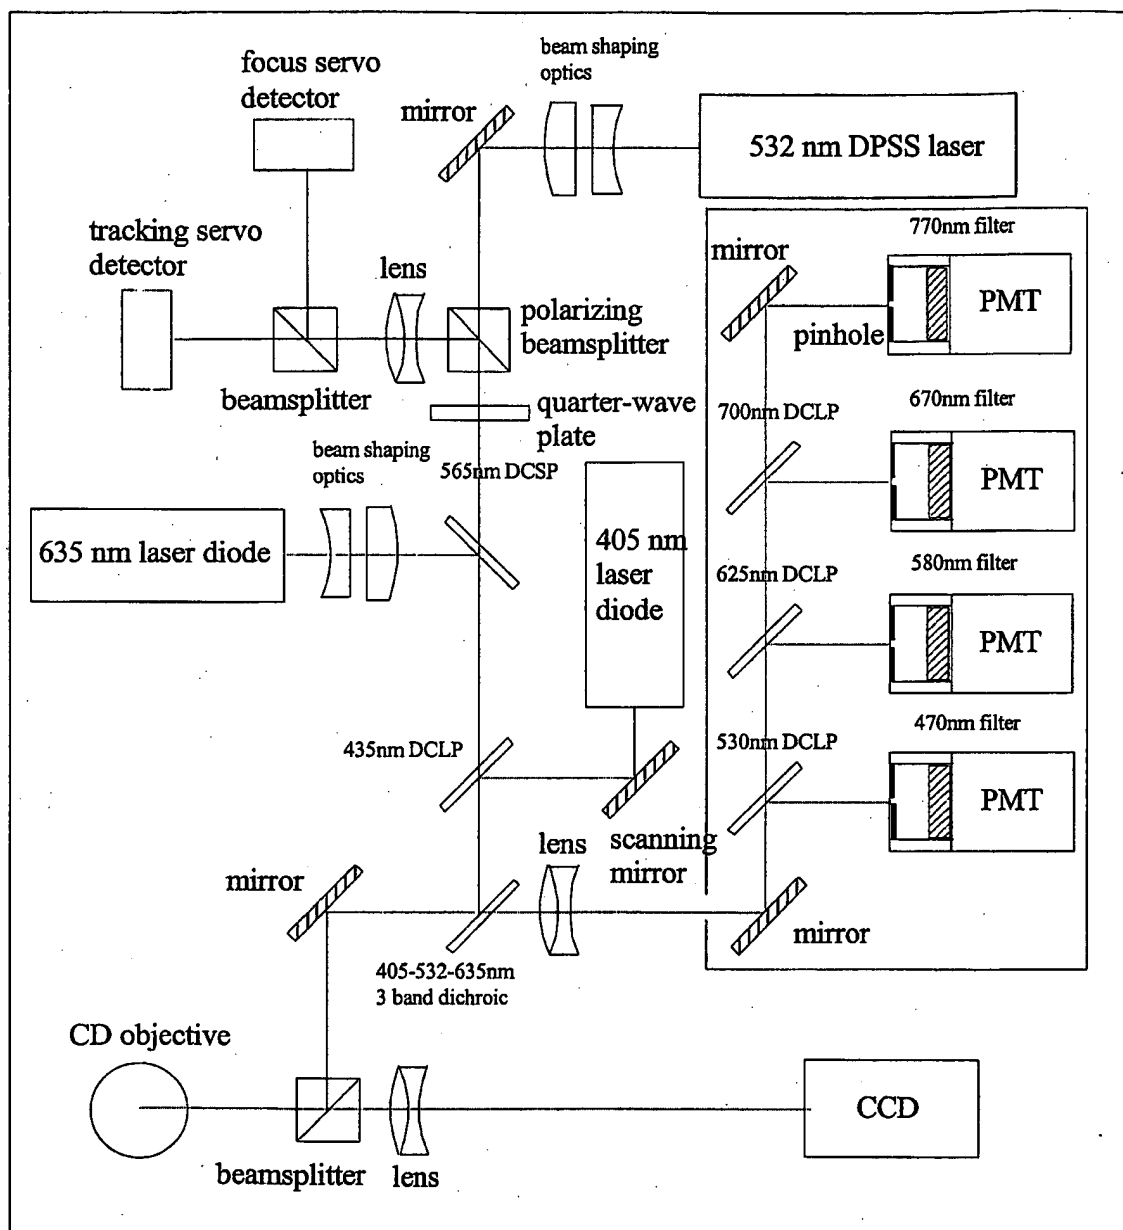 beam shaping
optics
focus servo
detector
mirror
532 nm DPSS laser
770nm filter
tracking servo
detector
mirror
lens
PMT
polarizing
beamsplitter
pinhole
beamsplitter
quarter-wave
plate
670nm filter
700nm DCLP
beam shaping
optics
565nm DCSP
PMT
635 nm laser diode
405 nm
laser
diode
580nm filter
625nm DCLP
PMT
470nm filter
435nm DCLP
530nm DCLP
PMT
scanning
mirror
lens
mirror
mirror
405-532-635nm
3 band dichroic
CD objective
CCD
beamsplitter
lens